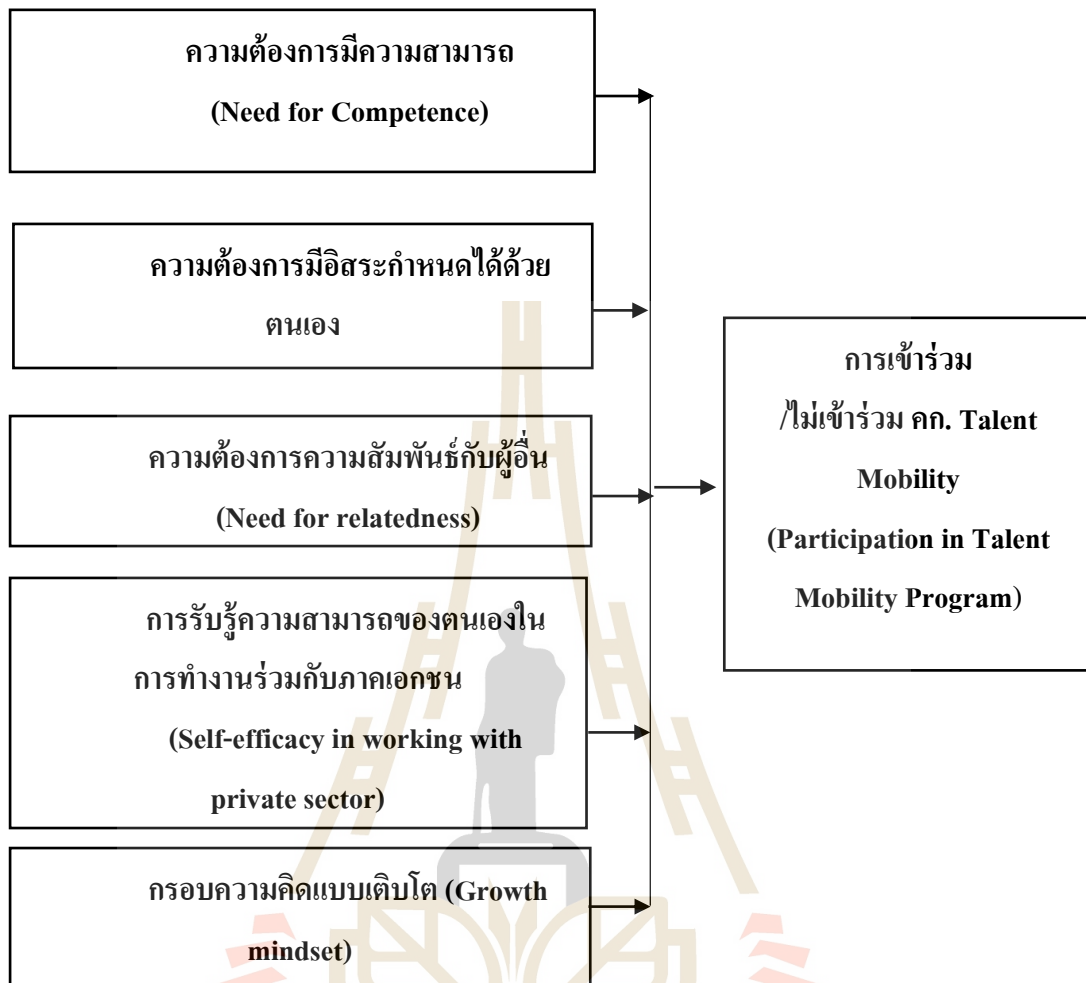 ความต้องการมีความสามารถ
(Need for Competence)
ความต้องการมีอิสระกำหนดได้ด้วย
ตนเอง
ความต้องการความสัมพันธ์กับผู้อื่น
(Need for relatedness)
การรับรู้ความสามารถของตนเองใน
การทำงานร่วมกับภาคเอกชน
(Self-efficacy in working with
private sector)
กรอบความคิดแบบเติบโต (Growth
mindset)
การเข้าร่วม
/ไม่เข้าร่วม คก. Talent
Mobility
(Participation in Talent
Mobility Program)